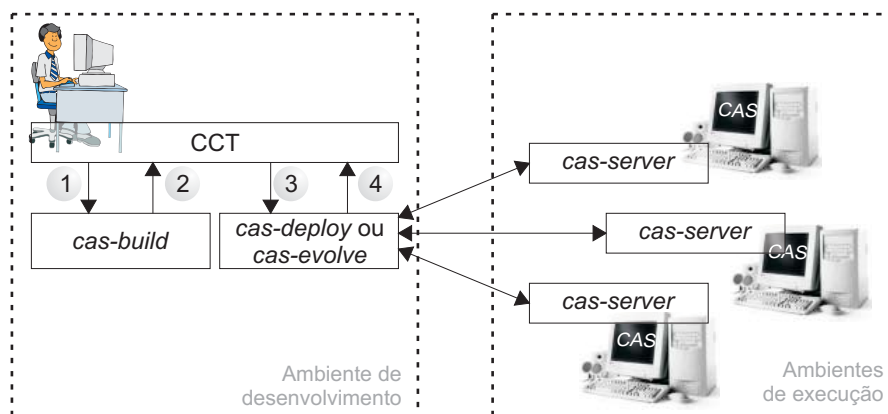 CCT
1
2
3
4
cas-build
cas-deploy ou
cas-evolve
Ambiente de
desenvolvimento
CAS
cas-server
cas-server
CAS
cas-server
CAS
Ambientes
de execução